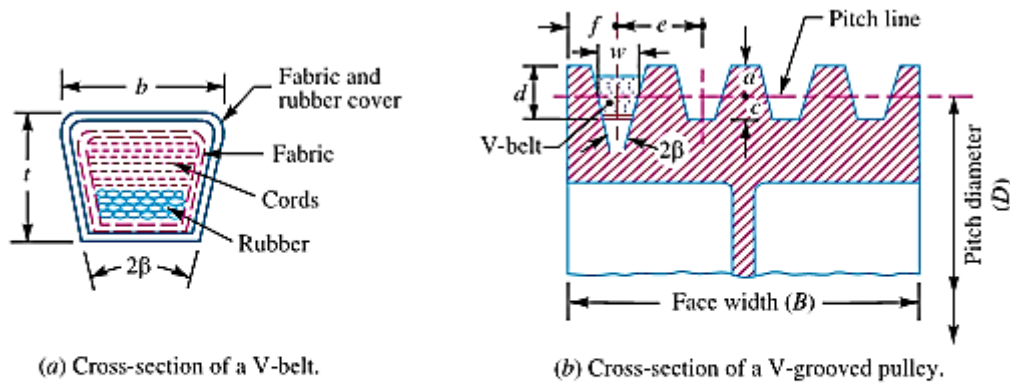 b
Fabric and
rubber cover
t
Fabric
Cords
Rubber
2β
(a) Cross-section of a V-belt.
f
e
w
Pitch line
d
a
c
V-belt
2β
Pitch diameter
(D)
Face width (B)
(b) Cross-section of a V-grooved pulley.